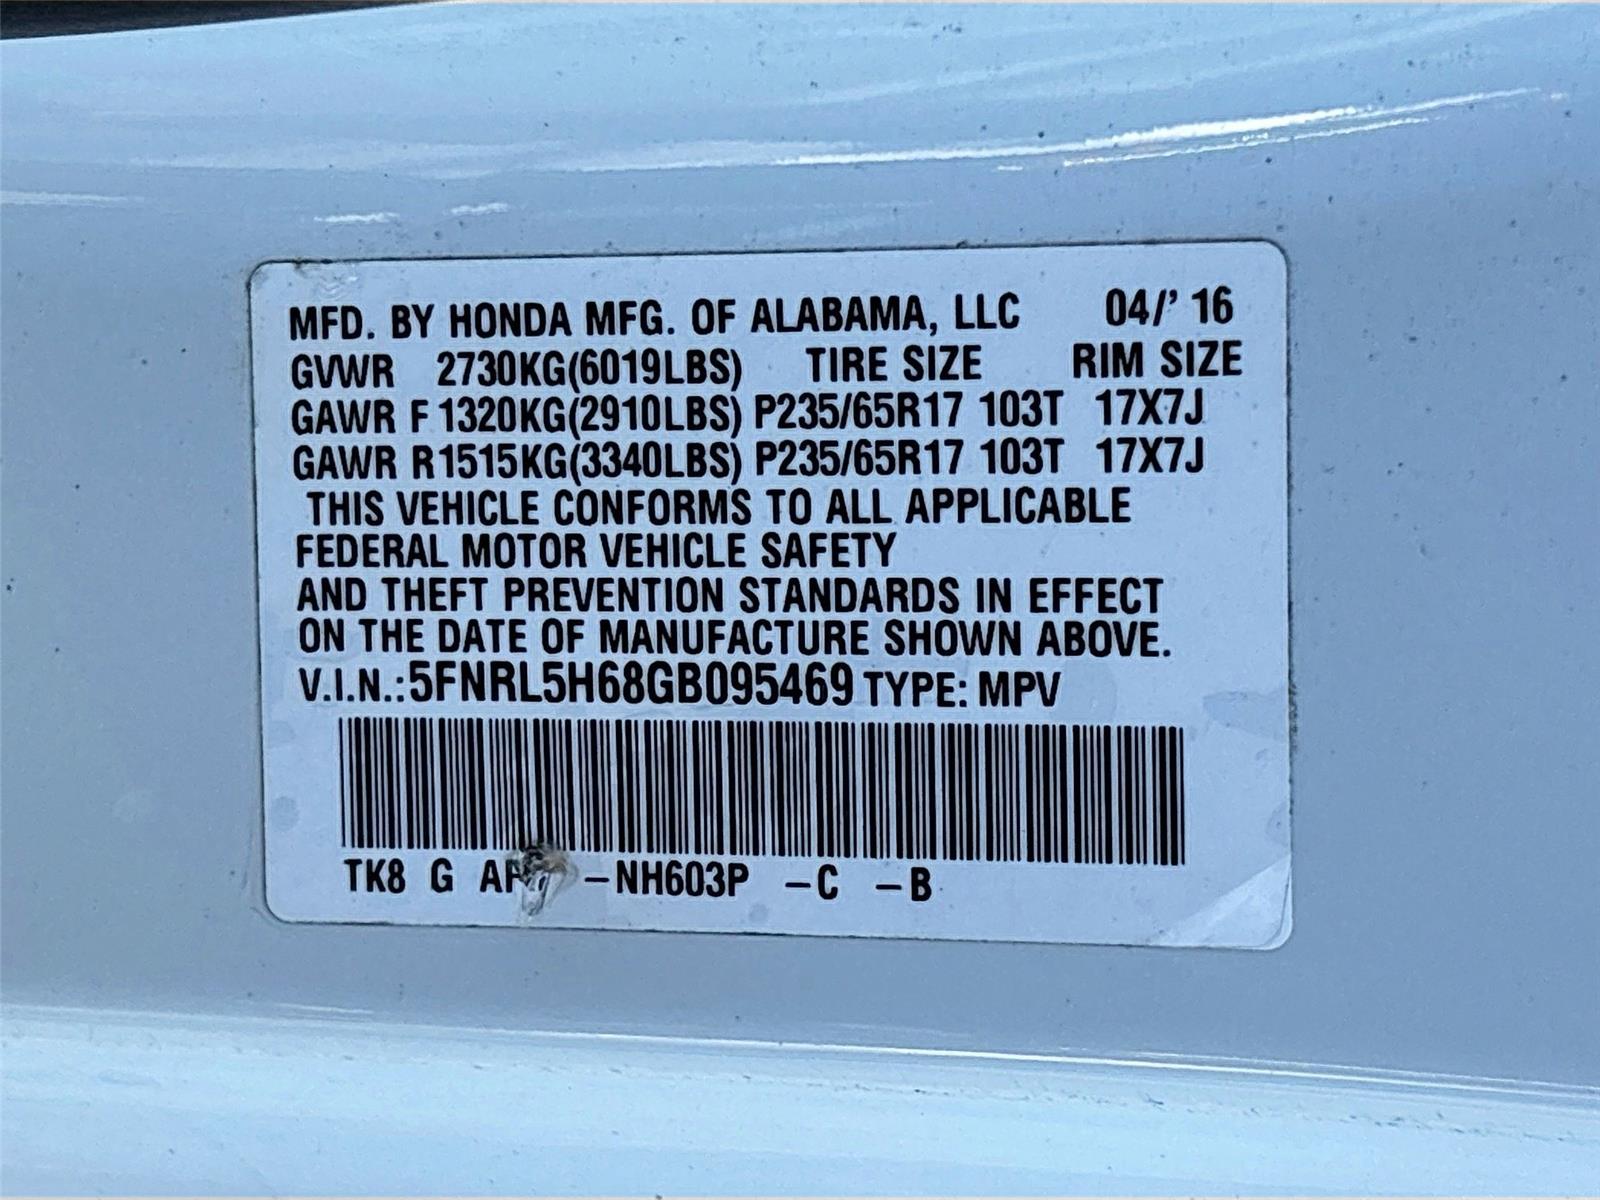 MFD. BY HONDA MFG. OF ALABAMA, LLC 04/' 16
GVWR 2730KG(6019LBS) TIRE SIZE RIM SIZE
GAWR F 1320KG(2910LBS) P235/65R17 103T 17X7J
GAWR R1515KG(3340LBS) P235/65R17 103T 17X7J
THIS VEHICLE CONFORMS TO ALL APPLICABLE
FEDERAL MOTOR VEHICLE SAFETY
AND THEFT PREVENTION STANDARDS IN EFFECT
ON THE DATE OF MANUFACTURE SHOWN ABOVE.
V.I.N.:5FNRL5H68GB095469 TYPE: MPV
TK8 G -NH603P -C -B